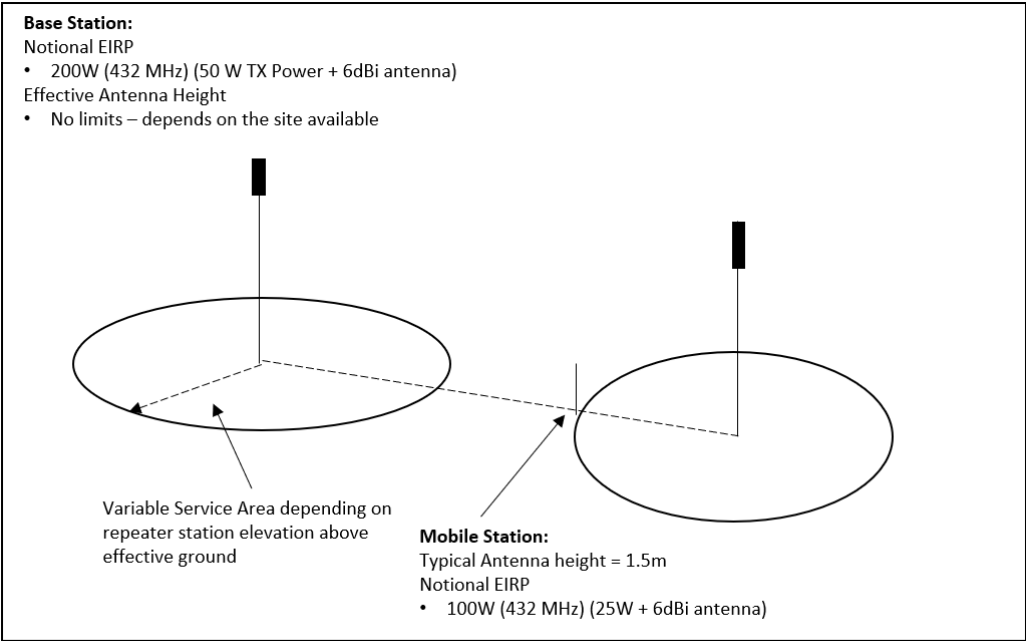 Base Station:
Notional EIRP
• 200W (432 MHz) (50 W TX Power + 6dBi antenna)
Effective Antenna Height
• No limits – depends on the site available
Variable Service Area depending on
repeater station elevation above
effective ground
Mobile Station:
Typical Antenna height = 1.5m
Notional EIRP
• 100W (432 MHz) (25W + 6dBi antenna)